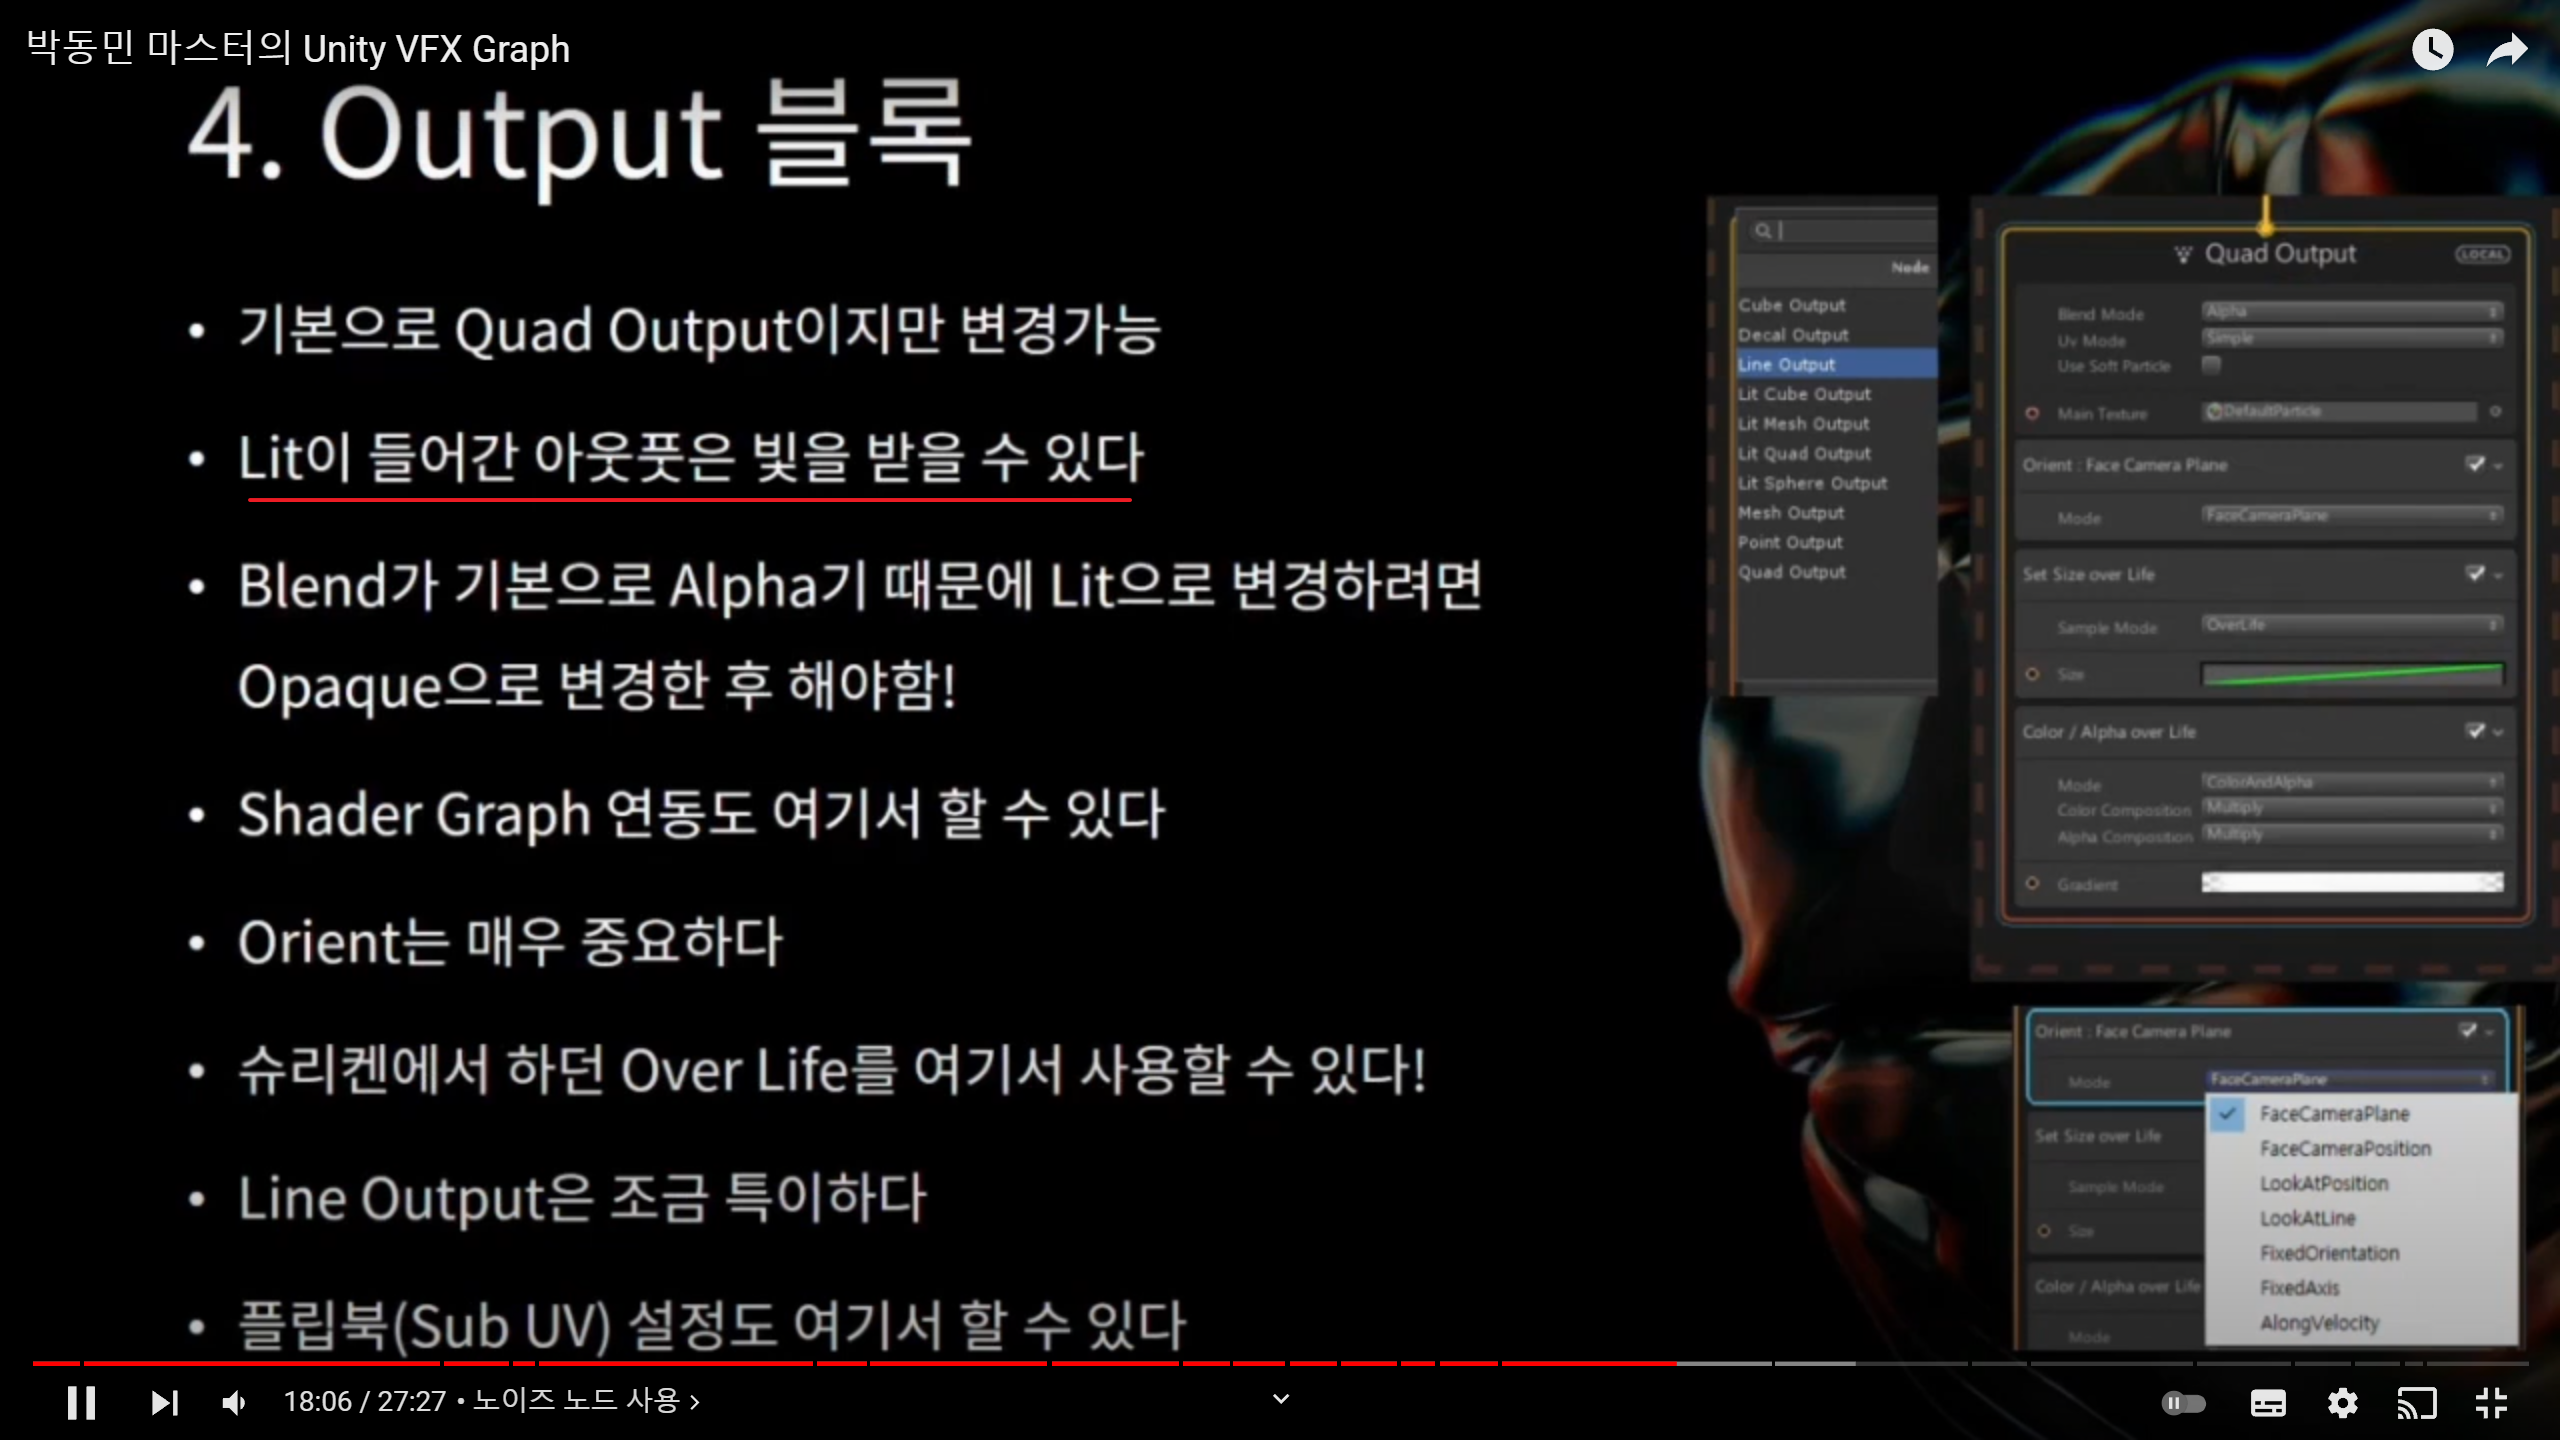 박동민 마스터의 Unity VFX Graph
4. Output 블록
• 기본으로 Quad Output이지만 변경가능
• Lit이 들어간 아웃풋은 빛을 받을 수 있다
• Blend가 기본으로 Alpha기 때문에 Lit으로 변경하려면
Opaque으로 변경한 후 해야함!
• Shader Graph 연동도 여기서 할 수 있다
• Orient는 매우 중요하다
• 슈리켄에서 하던 Over Life를 여기서 사용할 수 있다!
• Line Output은 조금 특이하다
• 플립북(Sub UV) 설정도 여기서 할 수 있다
Node
Cube Output
Decal Output
Line Output
Lit Cube Output
Lit Mesh Output
Lit Quad Output
Lit Sphere Output
Mesh Output
Point Output
Quad Output
Quad Output LOCAL
Blend Mode Alpha
Uv Mode Simple
Use Soft Particle
Main Texture DefaultParticle
Orient : Face Camera Plane
Mode FaceCameraPlane
Set Size over Life
Sample Mode OverLife
Size
Color / Alpha over Life
Mode ColorAndAlpha
Color Composition Multiply
Alpha Composition Multiply
Gradient
Orient : Face Camera Plane
Mode FaceCameraPlane
FaceCameraPlane
Set Size over Life
FaceCameraPosition
Sample Mode
LookAtPosition
Size
LookAtLine
FixedOrientation
Color / Alpha over Life
FixedAxis
Mode
AlongVelocity
18:06 / 27:27 • 노이즈 노드 사용 >